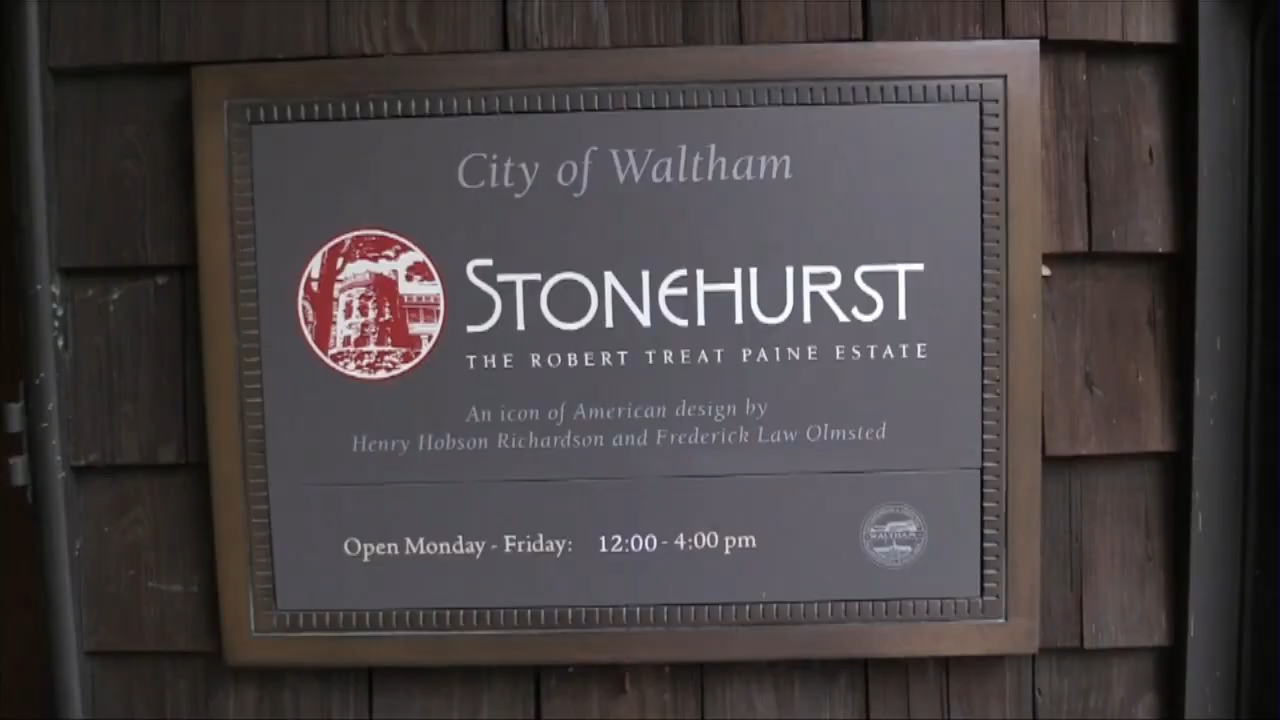 City of Waltham
STONEHURST
THE ROBERT TREAT PAINE ESTATE
An icon of American design by
Henry Hobson Richardson and Frederick Law Olmsted
Open Monday - Friday: 12:00 - 4:00 pm
WALTHAM